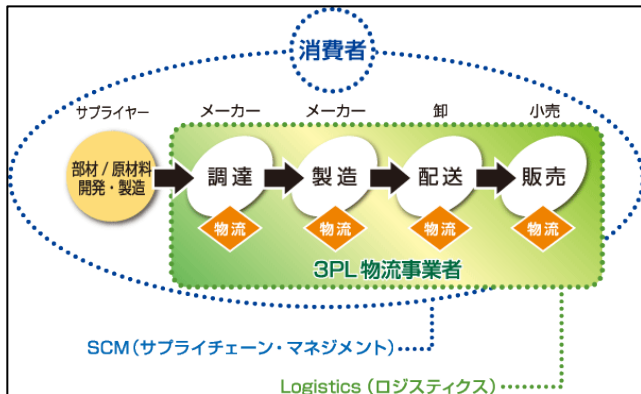 消費者
サプライヤー
メーカー
メーカー
卸
小売
部材/原材料
開発・製造
調達
製造
配送
販売
物流
物流
物流
物流
3PL物流事業者
SCM(サプライチェーン・マネジメント)
Logistics(ロジスティクス)